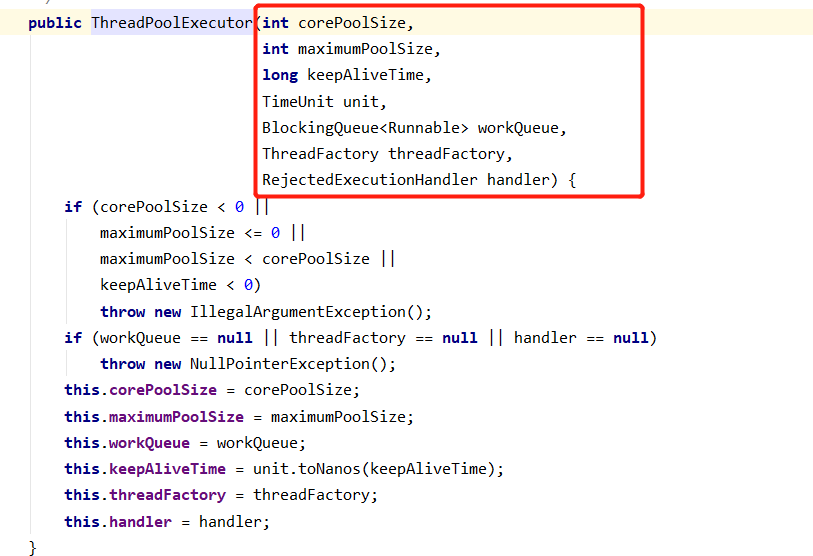 public ThreadPoolExecutor(int corePoolSize,
int maximumPoolSize,
long keepAliveTime,
TimeUnit unit,
BlockingQueue<Runnable> workQueue,
ThreadFactory threadFactory,
RejectedExecutionHandler handler) {
if (corePoolSize < 0 ||
maximumPoolSize <= 0 ||
maximumPoolSize < corePoolSize ||
keepAliveTime < 0)
throw new IllegalArgumentException();
if (workQueue == null || threadFactory == null || handler == null)
throw new NullPointerException();
this.corePoolSize = corePoolSize;
this.maximumPoolSize = maximumPoolSize;
this.workQueue = workQueue;
this.keepAliveTime = unit.toNanos(keepAliveTime);
this.threadFactory = threadFactory;
this.handler = handler;
}